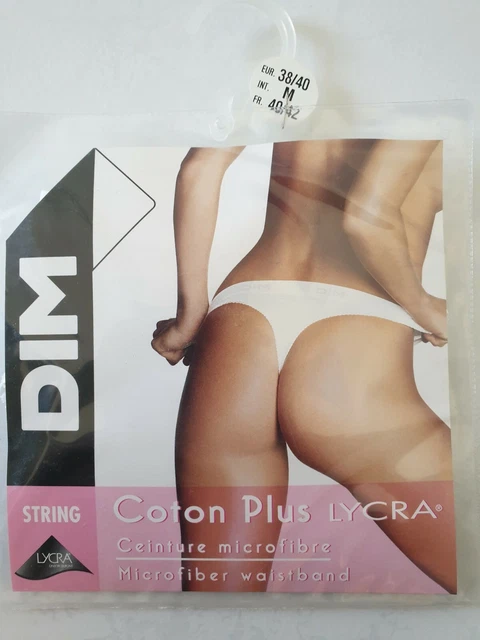 EUR. 38/40
INT. M
FR. 40/42
DIM
STRING
Coton Plus LYCRA®
Ceinture microfibre
Microfiber waistband
LYCRA